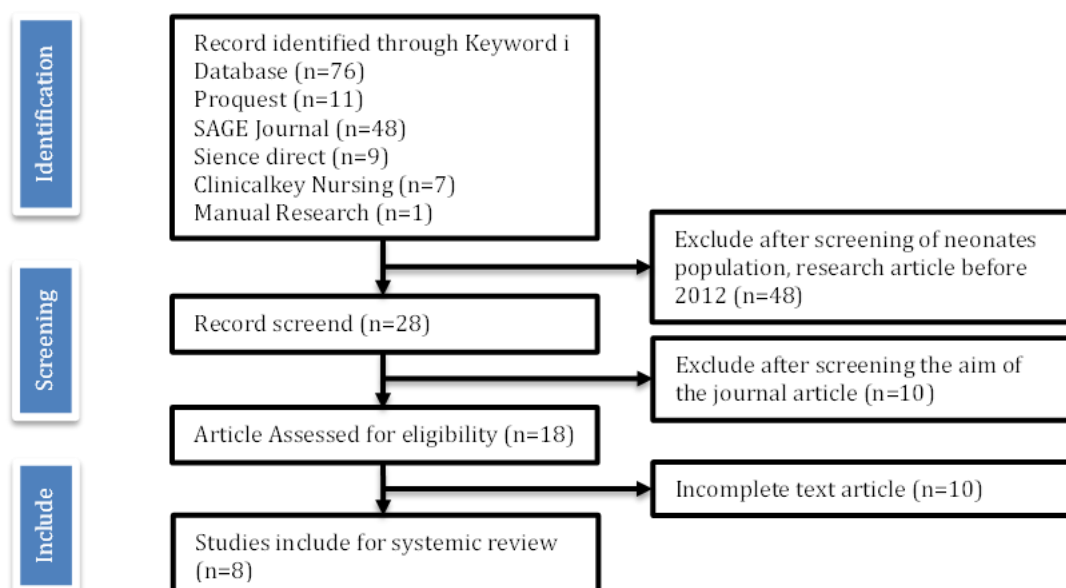 Identification
Record identified through Keyword i
Database (n=76)
Proquest (n=11)
SAGE Journal (n=48)
Sience direct (n=9)
Clinicalkey Nursing (n=7)
Manual Research (n=1)
Exclude after screening of neonates
population, research article before
2012 (n=48)
Screening
Record screend (n=28)
Exclude after screening the aim of
the journal article (n=10)
Article Assessed for eligibility (n=18)
Include
Incomplete text article (n=10)
Studies include for systemic review
(n=8)